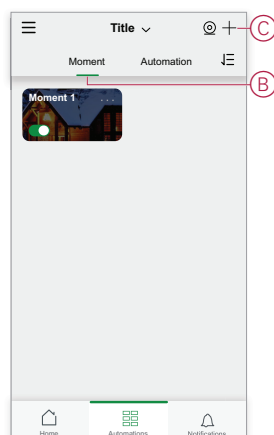 Title
C
Moment Automation
B
Moment 1 ...
Home Automations Notifications